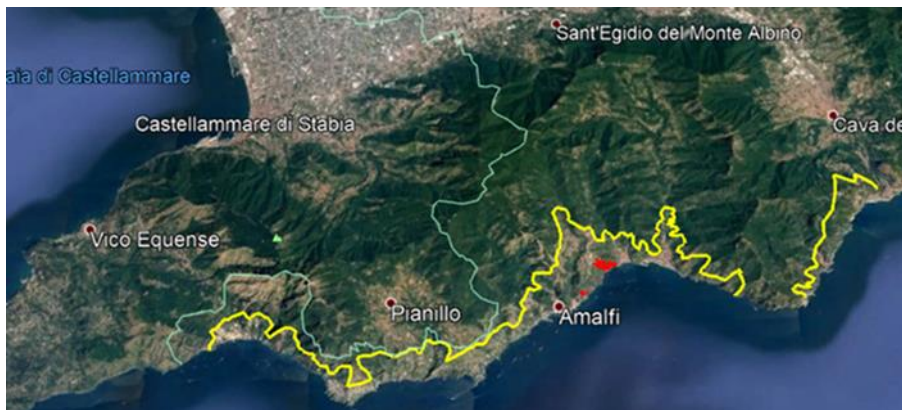 Sant'Egidio del Monte Albino
aia di Castellammare
Castellammare di Stabia
Cava de
Vico Equense
Pianillo
Amalfi